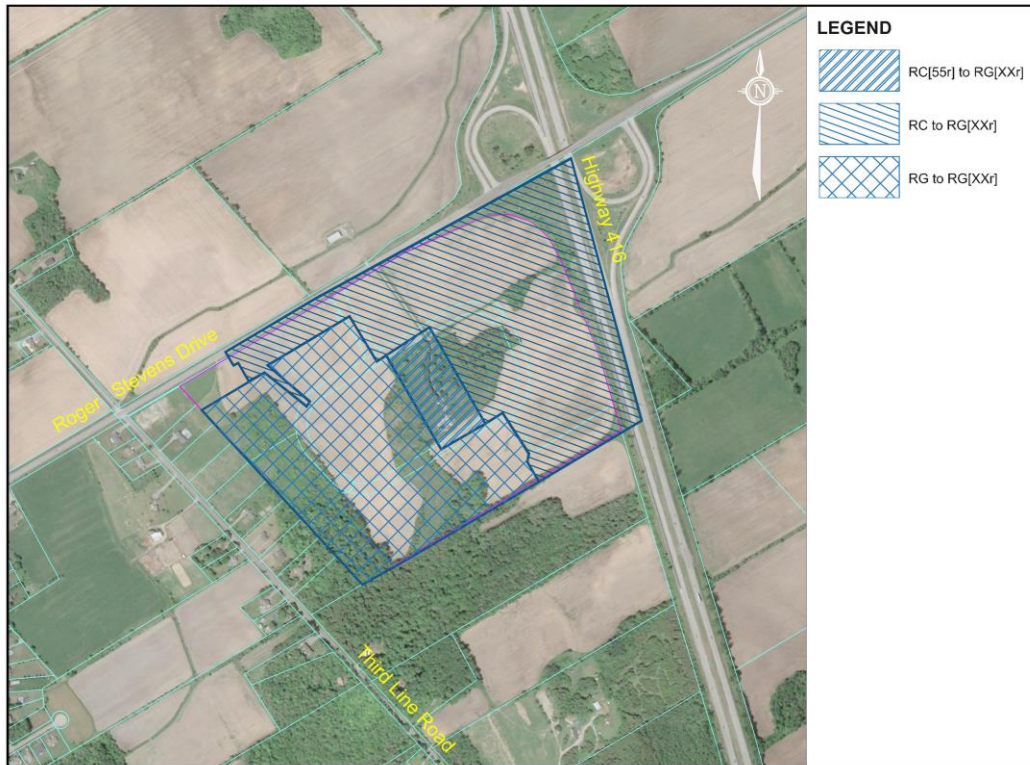 LEGEND
RC[55r] to RG[XXr]
RC to RG[XXr]
RG to RG[XXr]
N
Highway 416
Roger Stevens Drive
Third Line Road